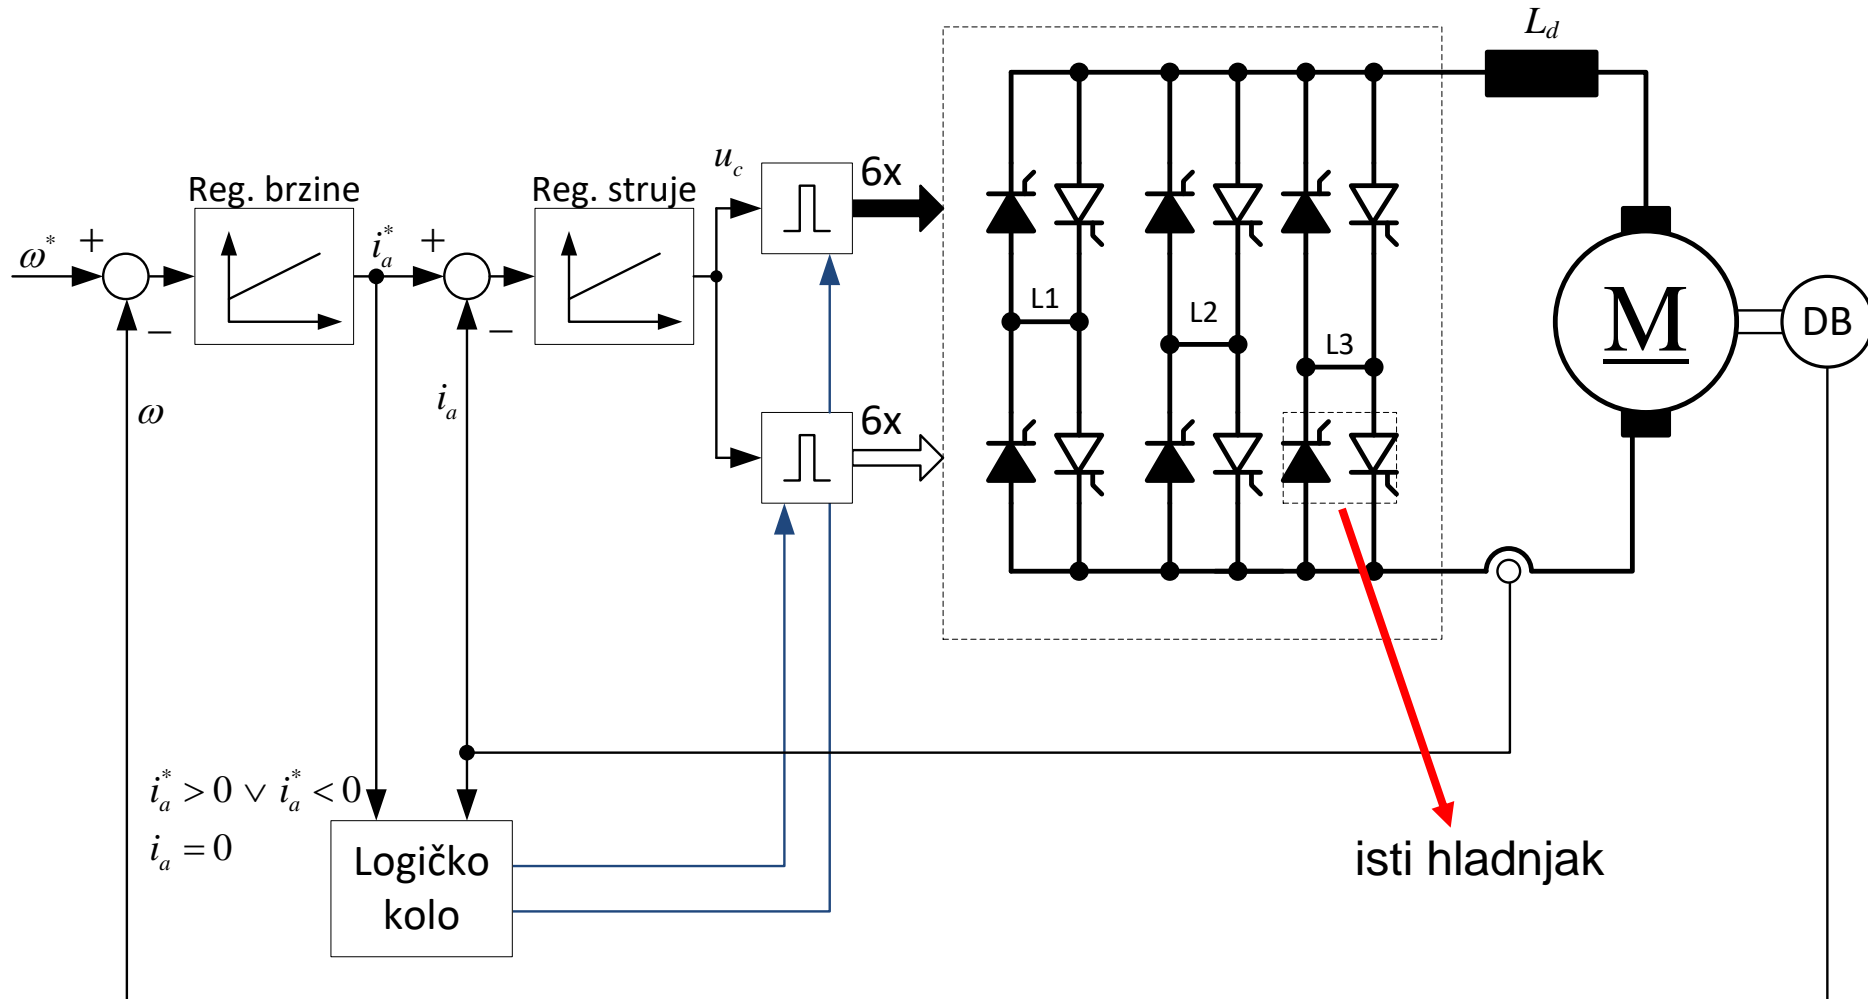 L_d
u_c
6x
Reg. brzine
Reg. struje
ω*
+
i_a^*
+
L1
L2
L3
M
DB
−
−
ω
i_a
6x
i_a^* > 0 ∨ i_a^* < 0
i_a = 0
Logičko
kolo
isti hladnjak